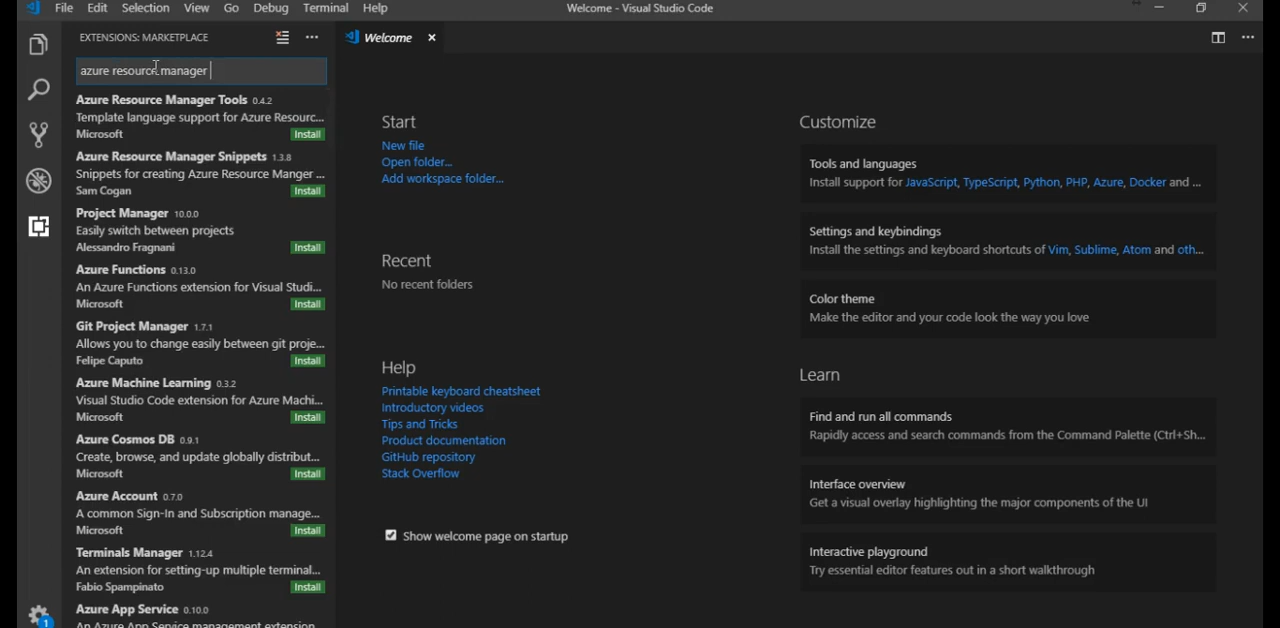 File Edit Selection View Go Debug Terminal Help
Welcome - Visual Studio Code
EXTENSIONS: MARKETPLACE
azure resource manager
Azure Resource Manager Tools 0.4.2
Template language support for Azure Resourc...
Microsoft Install
Azure Resource Manager Snippets 1.3.8
Snippets for creating Azure Resource Manger ...
Sam Cogan Install
Project Manager 10.0.0
Easily switch between projects
Alessandro Fragnani Install
Azure Functions 0.13.0
An Azure Functions extension for Visual Studi...
Microsoft Install
Git Project Manager 1.7.1
Allows you to change easily between git proje...
Felipe Caputo Install
Azure Machine Learning 0.3.2
Visual Studio Code extension for Azure Machi...
Microsoft Install
Azure Cosmos DB 0.9.1
Create, browse, and update globally distribut...
Microsoft Install
Azure Account 0.7.0
A common Sign-In and Subscription manage...
Microsoft Install
Terminals Manager 1.12.4
An extension for setting-up multiple terminal...
Fabio Spampinato Install
Azure App Service 0.10.0
An Azure App Service management extension
1
Welcome
Start
New file
Open folder...
Add workspace folder...
Recent
No recent folders
Help
Printable keyboard cheatsheet
Introductory videos
Tips and Tricks
Product documentation
GitHub repository
Stack Overflow
Show welcome page on startup
Customize
Tools and languages
Install support for JavaScript, TypeScript, Python, PHP, Azure, Docker and ...
Settings and keybindings
Install the settings and keyboard shortcuts of Vim, Sublime, Atom and oth...
Color theme
Make the editor and your code look the way you love
Learn
Find and run all commands
Rapidly access and search commands from the Command Palette (Ctrl+Sh...
Interface overview
Get a visual overlay highlighting the major components of the UI
Interactive playground
Try essential editor features out in a short walkthrough